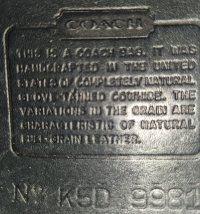 COACH
THIS IS A COACH BAG. IT WAS
HANDCRAFTED IN THE UNITED
STATES OF COMPLETELY NATURAL
GLOVE TANNED COWHIDE. THE
VARIATIONS IN THE GRAIN ARE
CHARACTERISTIC OF NATURAL
FULL GRAIN LEATHER.
No K5D-9981